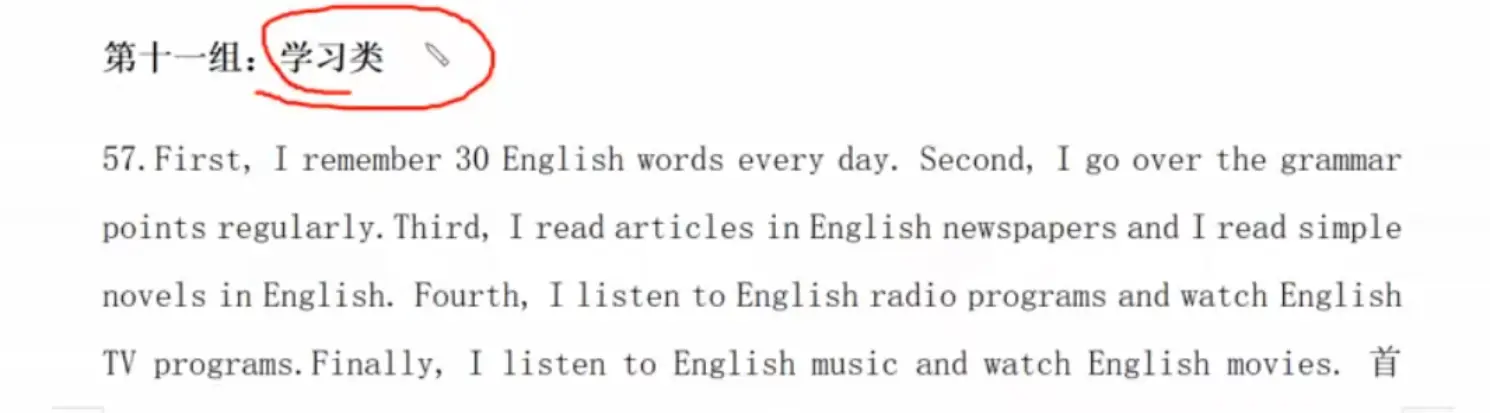 第十一组：学习类
57.First, I remember 30 English words every day. Second, I go over the grammar
points regularly.Third, I read articles in English newspapers and I read simple
novels in English. Fourth, I listen to English radio programs and watch English
TV programs.Finally, I listen to English music and watch English movies. 首